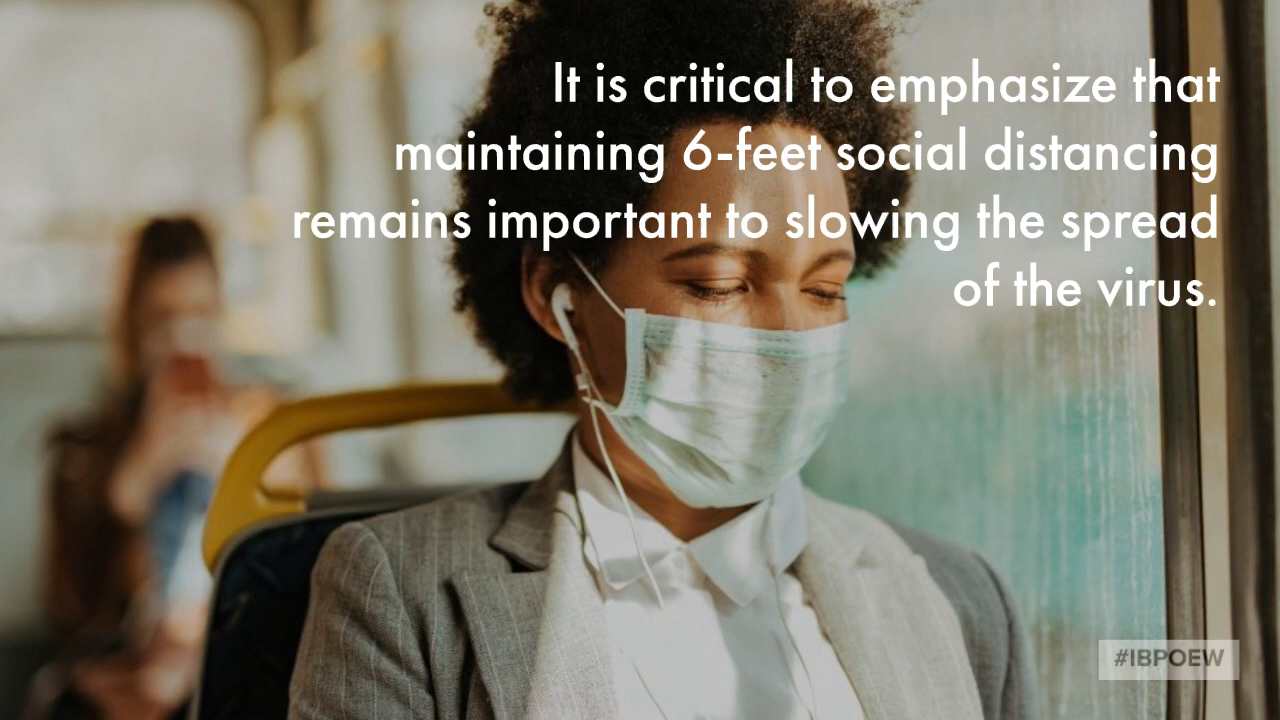 It is critical to emphasize that
maintaining 6-feet social distancing
remains important to slowing the spread
of the virus.
#IBPOEW